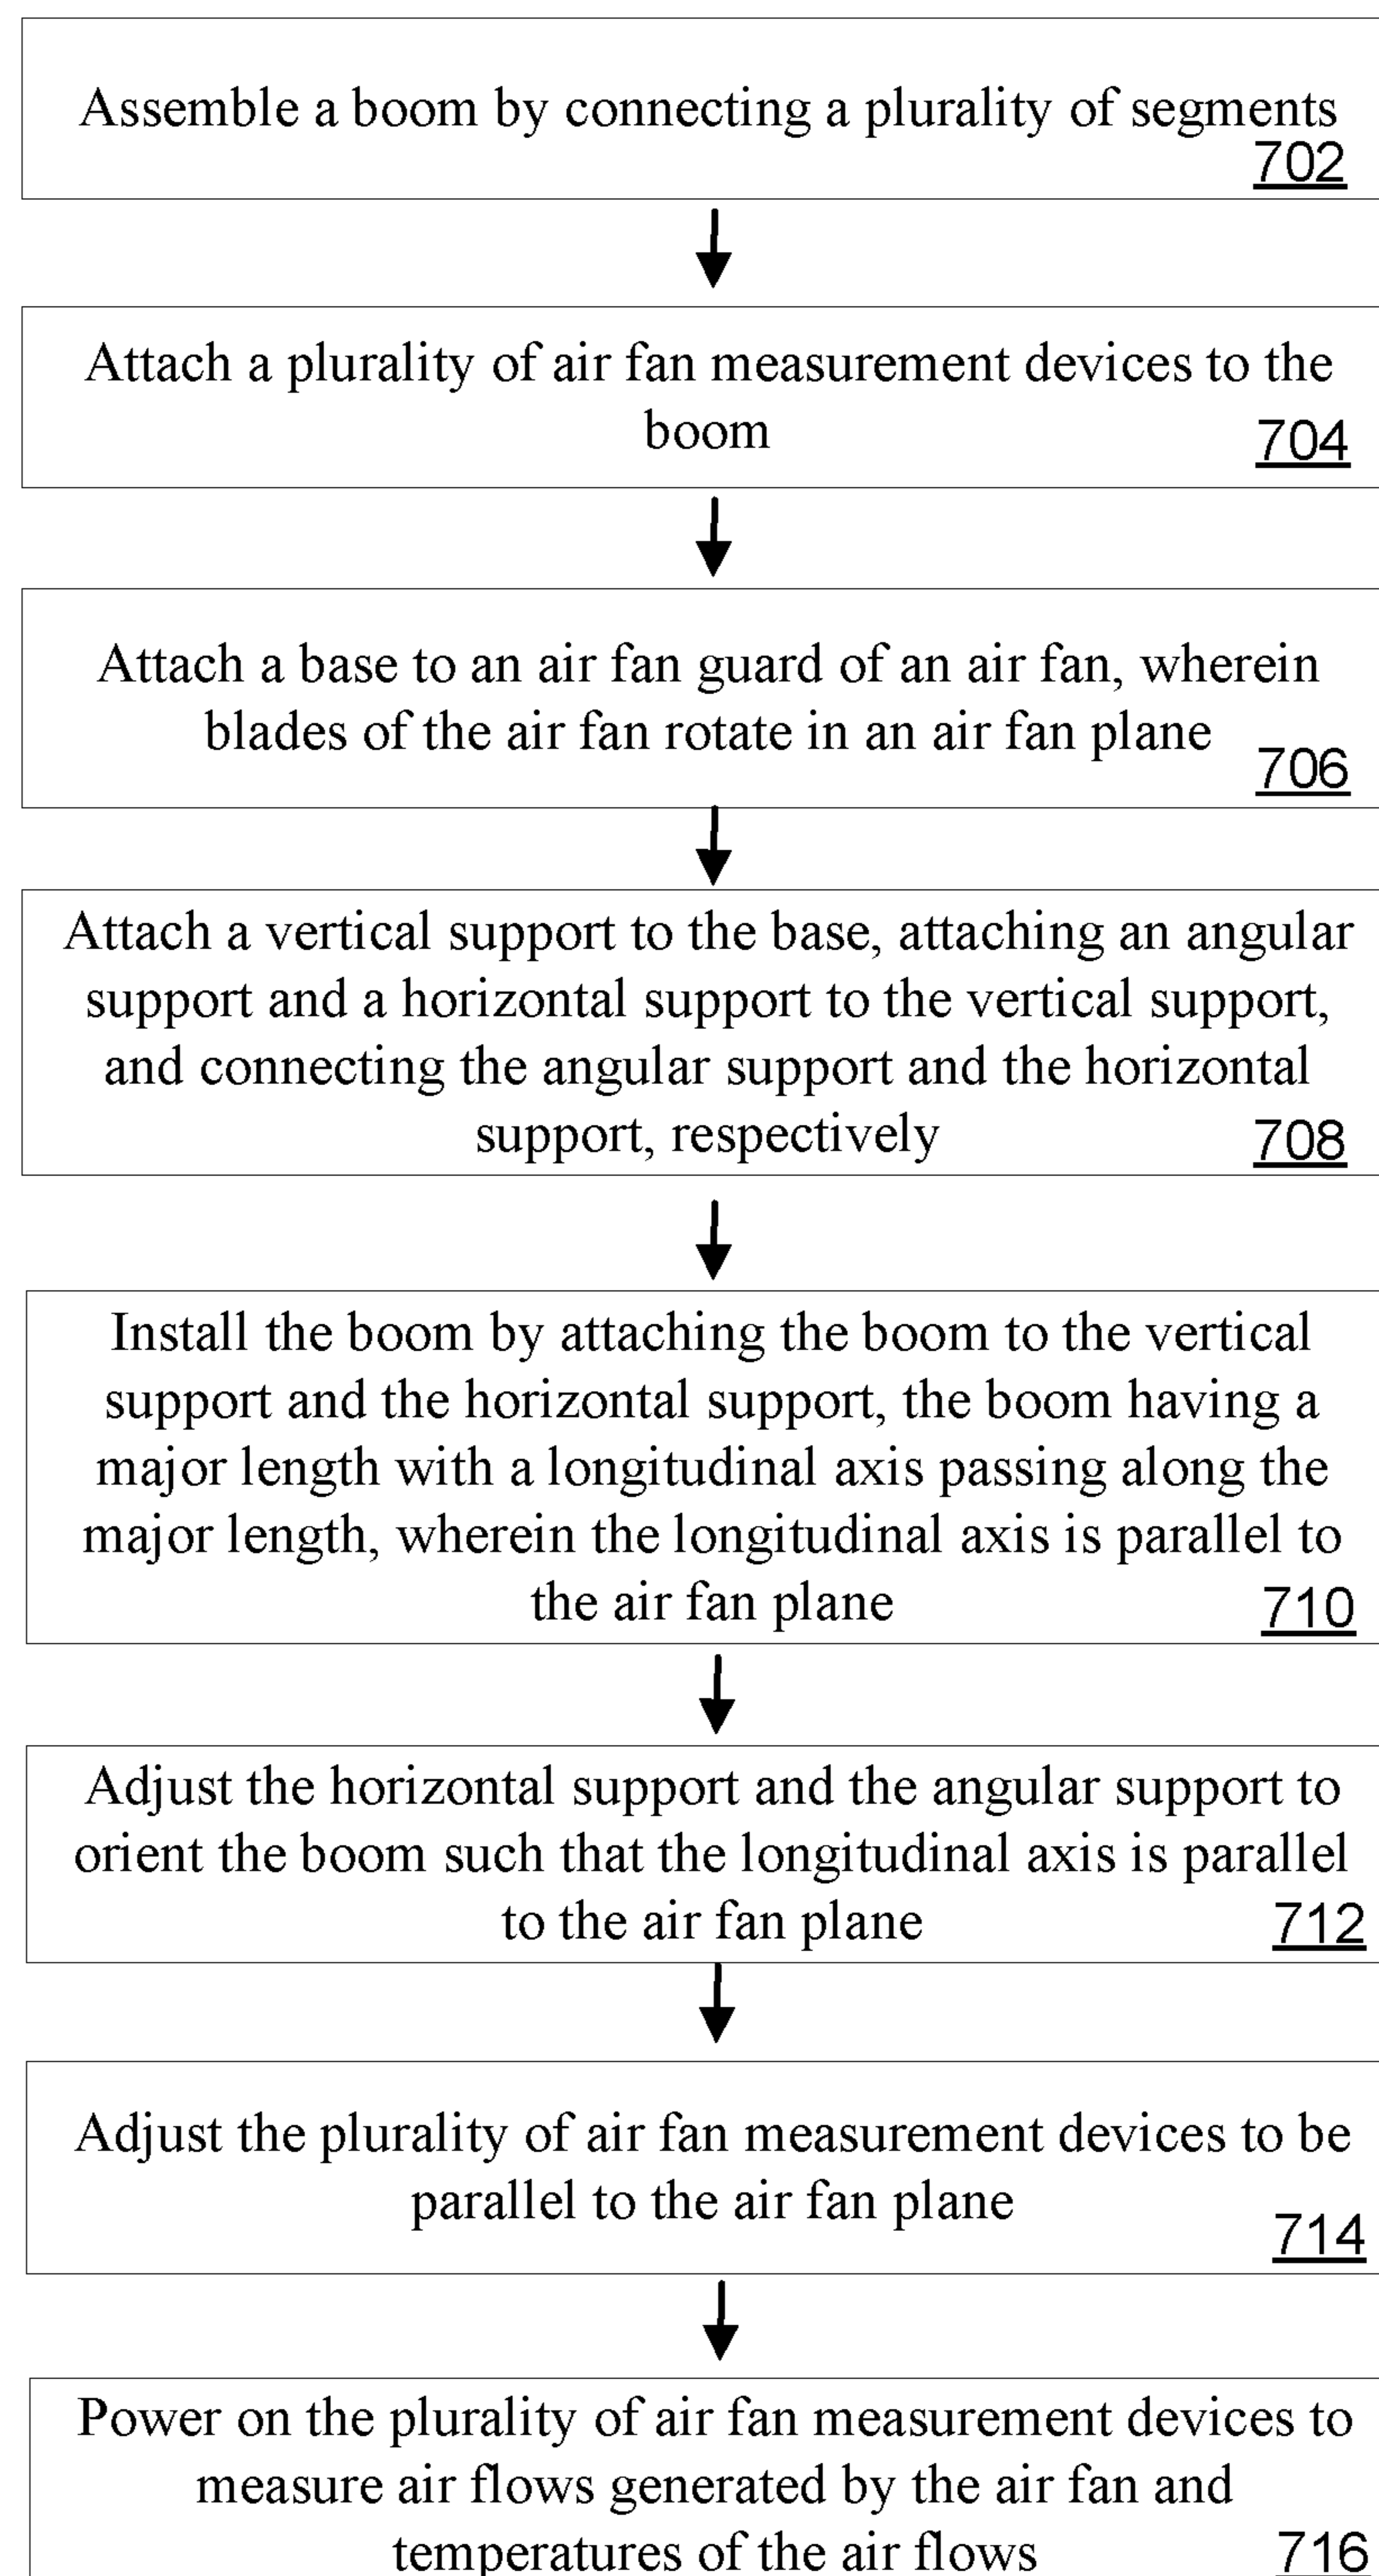 Assemble a boom by connecting a plurality of segments
702
Attach a plurality of air fan measurement devices to the
boom
704
Attach a base to an air fan guard of an air fan, wherein
blades of the air fan rotate in an air fan plane
706
Attach a vertical support to the base, attaching an angular
support and a horizontal support to the vertical support,
and connecting the angular support and the horizontal
support, respectively
708
Install the boom by attaching the boom to the vertical
support and the horizontal support, the boom having a
major length with a longitudinal axis passing along the
major length, wherein the longitudinal axis is parallel to
the air fan plane
710
Adjust the horizontal support and the angular support to
orient the boom such that the longitudinal axis is parallel
to the air fan plane
712
Adjust the plurality of air fan measurement devices to be
parallel to the air fan plane
714
Power on the plurality of air fan measurement devices to
measure air flows generated by the air fan and
temperatures of the air flows
716